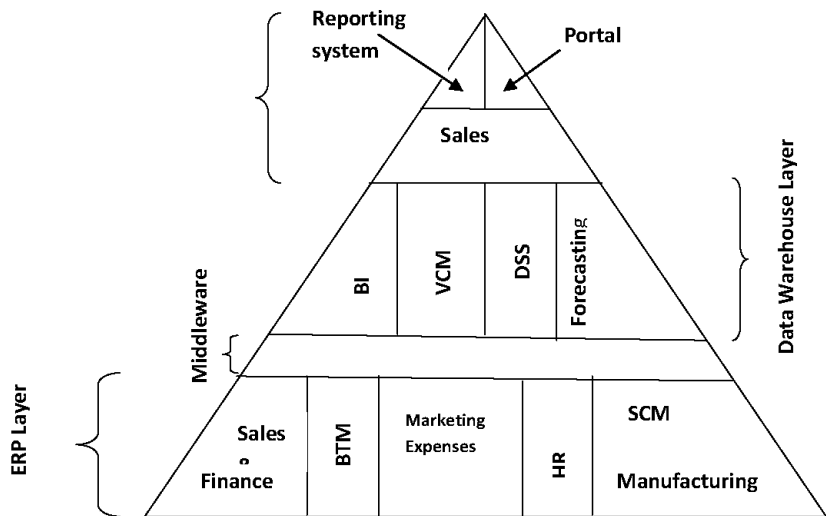 Reporting
system
Portal
Sales
Data Warehouse Layer
BI
VCM
DSS
Forecasting
Middleware
ERP Layer
Sales
Finance
BTM
Marketing
Expenses
HR
SCM
Manufacturing